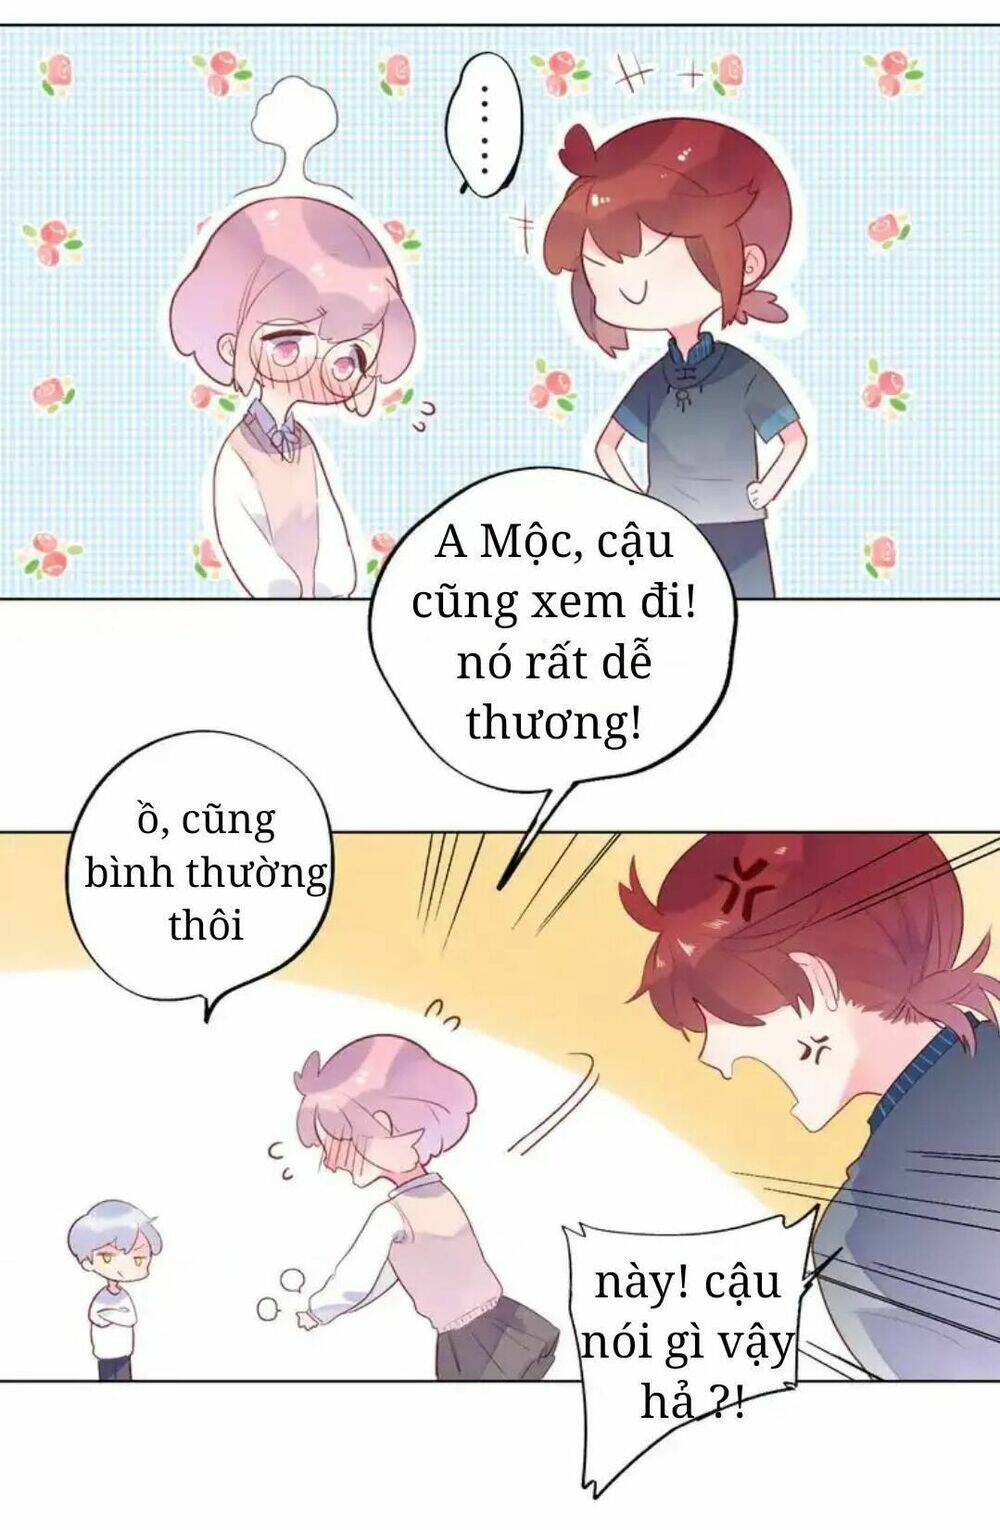 ......
A Mộc, cậu
cũng xem đi!
nó rất dễ
thương!
ồ, cũng
bình thường
thôi
này! cậu
nói gì vậy
hả ?!